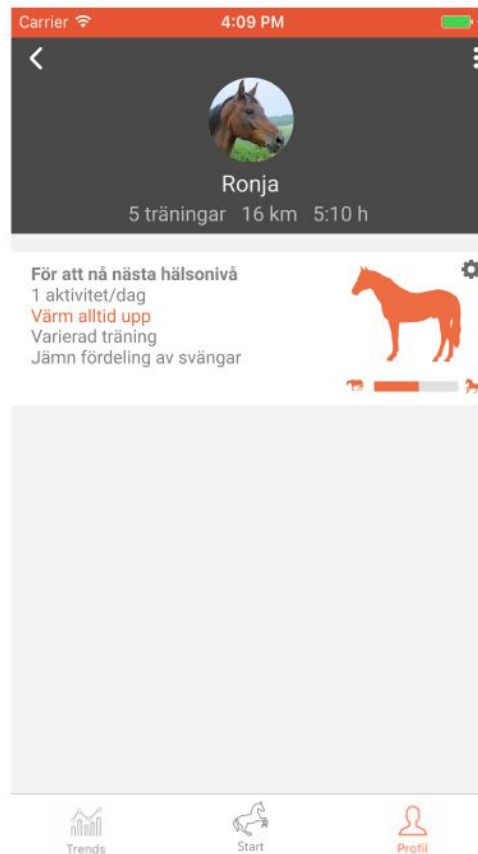 Carrier 4:09 PM
Ronja
5 träningar 16 km 5:10 h
För att nå nästa hälsonivå
1 aktivitet/dag
Värm alltid upp
Varierad träning
Jämn fördeling av svängar
Trends Start Profil